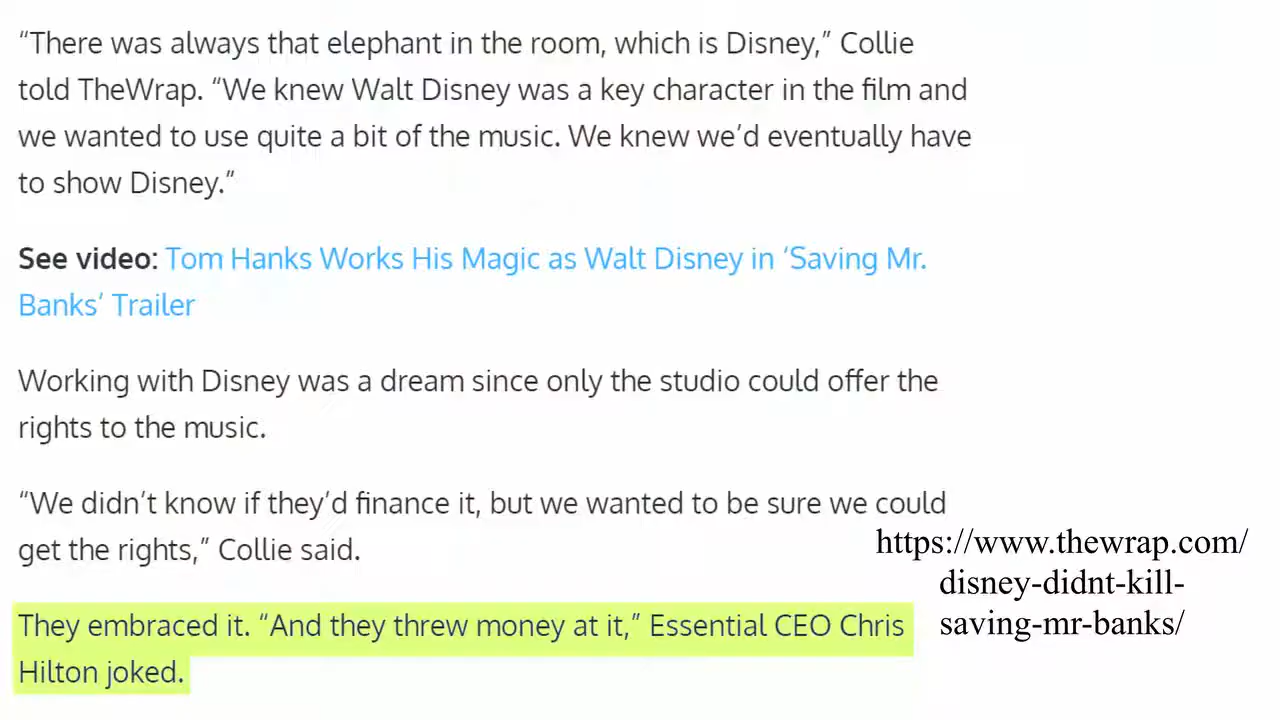 “There was always that elephant in the room, which is Disney,” Collie
told TheWrap. “We knew Walt Disney was a key character in the film and
we wanted to use quite a bit of the music. We knew we’d eventually have
to show Disney.”
See video: Tom Hanks Works His Magic as Walt Disney in ‘Saving Mr.
Banks’ Trailer
Working with Disney was a dream since only the studio could offer the
rights to the music.
“We didn’t know if they’d finance it, but we wanted to be sure we could
get the rights,” Collie said.
They embraced it. “And they threw money at it,” Essential CEO Chris
Hilton joked.
https://www.thewrap.com/
disney-didnt-kill-
saving-mr-banks/